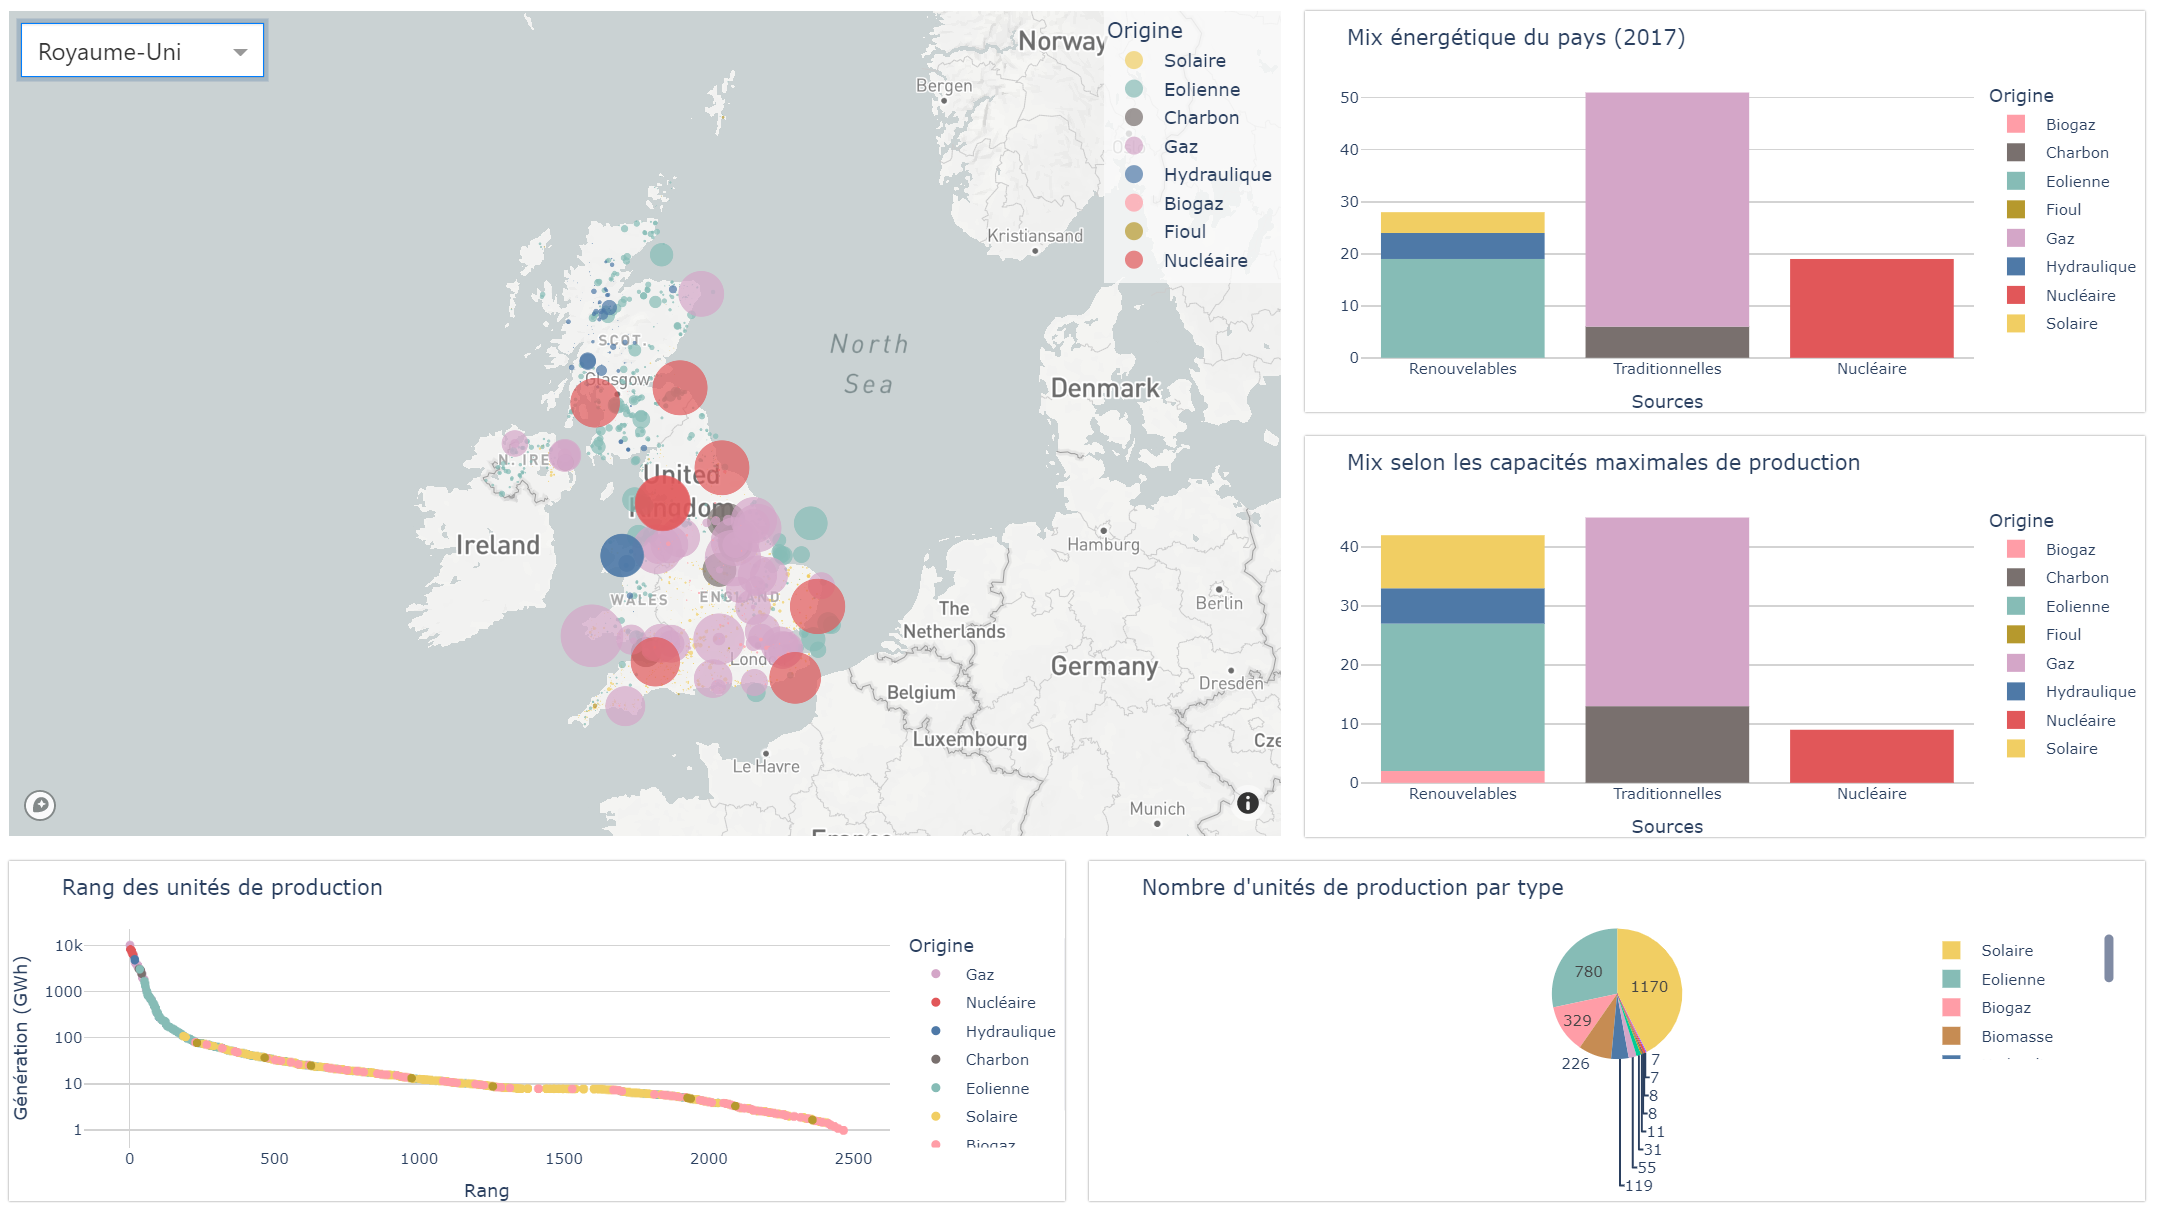 Royaume-Uni
Norway
Bergen
Kristiansand
North
Sea
SCOT.
Glasgow
N. IRE
United
Kingdom
Ireland
WALES
ENGLAND
Lond
Denmark
Hamburg
Berlin
The
Netherlands
Germany
Dresden
Belgium
Luxembourg
Cze
Le Havre
Munich
France
Origine
Solaire
Eolienne
Charbon
Gaz
Hydraulique
Biogaz
Fioul
Nucléaire
Mix énergétique du pays (2017)
50
40
30
20
10
0
Renouvelables
Traditionnelles
Nucléaire
Sources
Origine
Biogaz
Charbon
Eolienne
Fioul
Gaz
Hydraulique
Nucléaire
Solaire
Mix selon les capacités maximales de production
40
30
20
10
0
Renouvelables
Traditionnelles
Nucléaire
Sources
Origine
Biogaz
Charbon
Eolienne
Fioul
Gaz
Hydraulique
Nucléaire
Solaire
Rang des unités de production
Génération (GWh)
10k
1000
100
10
1
0
500
1000
1500
2000
2500
Rang
Origine
Gaz
Nucléaire
Hydraulique
Charbon
Eolienne
Solaire
Biogaz
Nombre d'unités de production par type
780
1170
329
226
7
7
8
8
11
31
55
119
Solaire
Eolienne
Biogaz
Biomasse